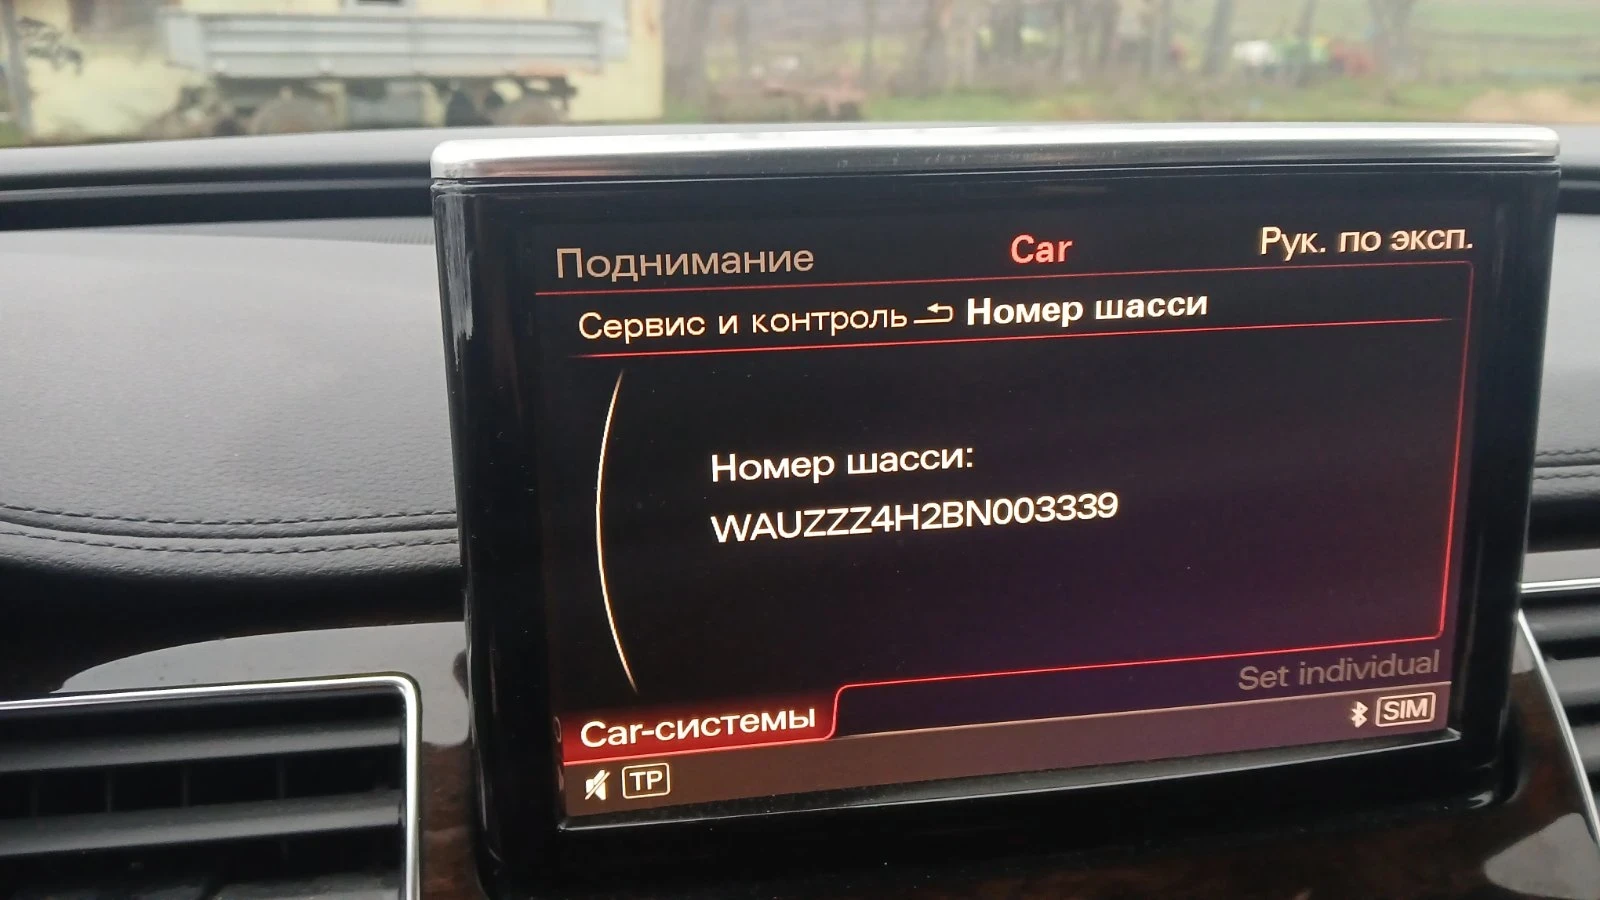 Поднимание Car Рук. по эксп.
Сервис и контроль Номер шасси
Номер шасси:
WAUZZZ4H2BN003339
Set individual
Car-системы
SIM
TP